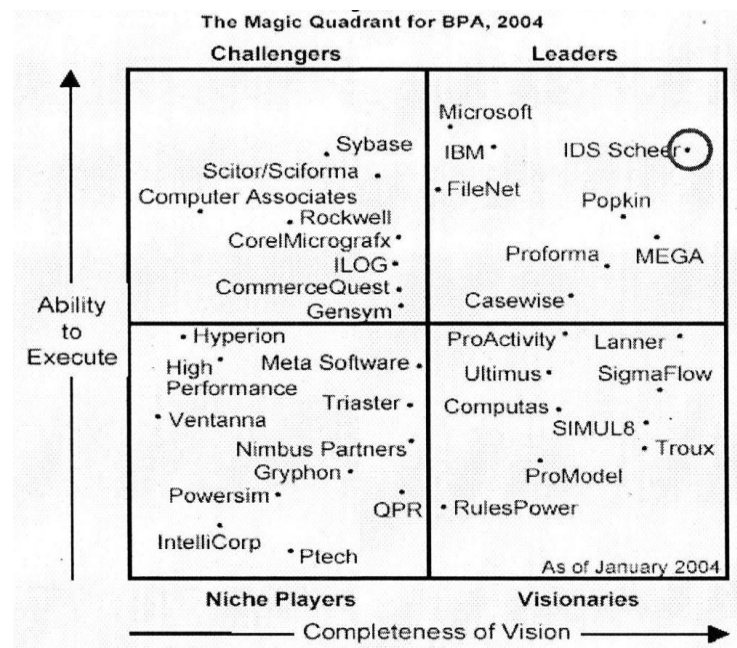 The Magic Quadrant for BPA, 2004
Challengers
Leaders
Microsoft
Sybase
IBM
IDS Scheer
Scitor/Sciforma
Computer Associates
FileNet
Popkin
Rockwell
CorelMicrografx
Proforma
MEGA
ILOG
CommerceQuest
Casewise
Gensym
Ability
to
Execute
Hyperion
ProActivity
Lanner
High
Performance
Meta Software
Ultimus
SigmaFlow
Triaster
Computas
Ventanna
SIMUL8
Nimbus Partners
Troux
Gryphon
ProModel
Powersim
QPR
RulesPower
IntelliCorp
Ptech
As of January 2004
Niche Players
Visionaries
Completeness of Vision